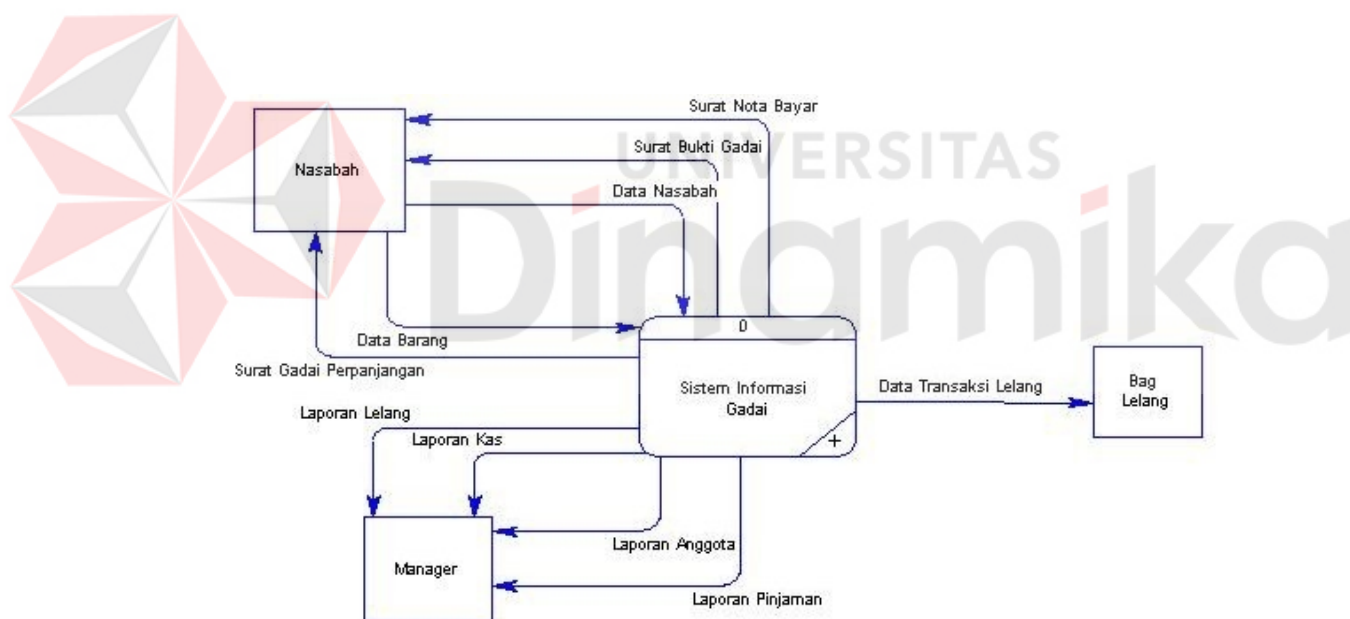 Surat Nota Bayar
UNIVERSITAS
Dinamika
Surat Bukti Gadai
Nasabah
Data Nasabah
0
Data Barang
Surat Gadai Perpanjangan
Sistem Informasi
Gadai
+
Data Transaksi Lelang
Bag
Lelang
Laporan Lelang
Laporan Kas
Laporan Anggota
Manager
Laporan Pinjaman